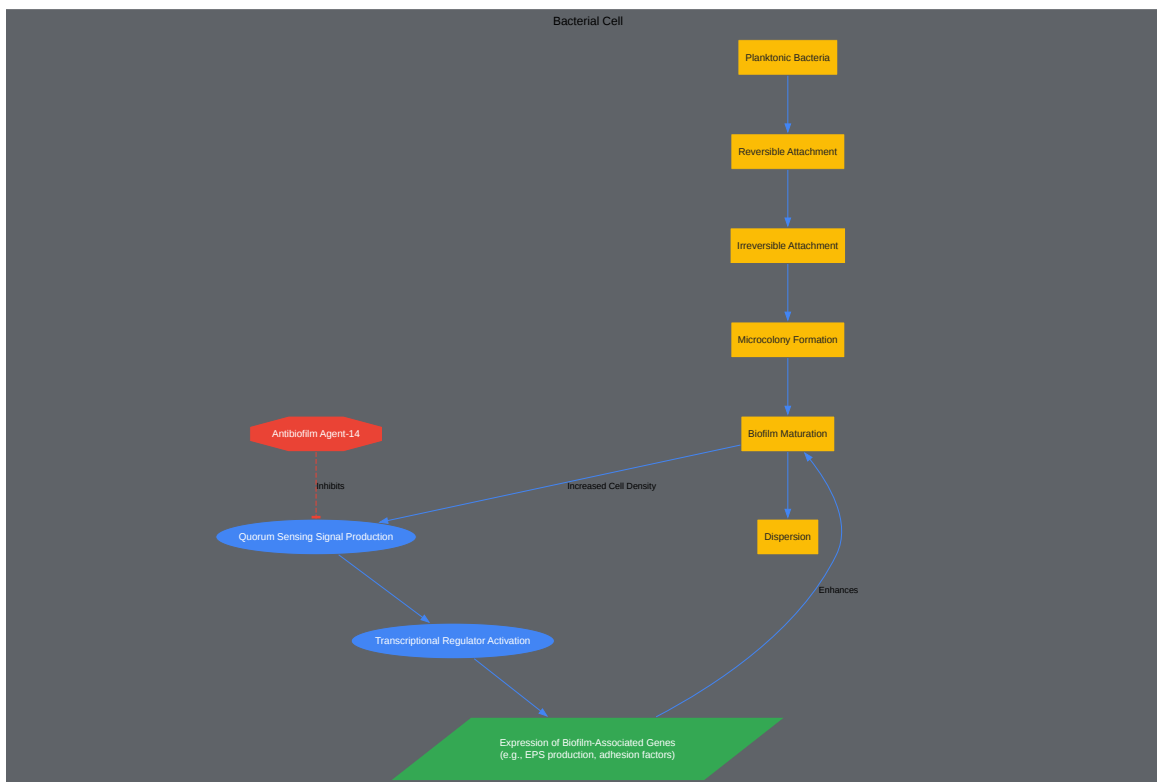 Bacterial Cell
Planktonic Bacteria
Reversible Attachment
Irreversible Attachment
Microcolony Formation
Antibiofilm Agent-14
Biofilm Maturation
Inhibits
Increased Cell Density
Quorum Sensing Signal Production
Dispersion
Enhances
Transcriptional Regulator Activation
Expression of Biofilm-Associated Genes
(e.g., EPS production, adhesion factors)